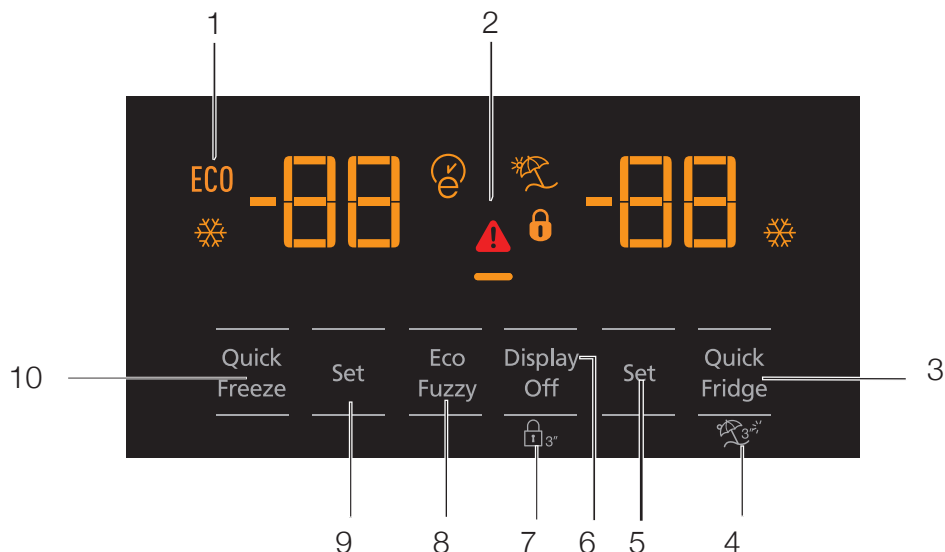 1 2
ECO -88 -88
10 Quick Freeze Set Eco Fuzzy Display Off Set Quick Fridge 3
3" 3"
9 8 7 6 5 4